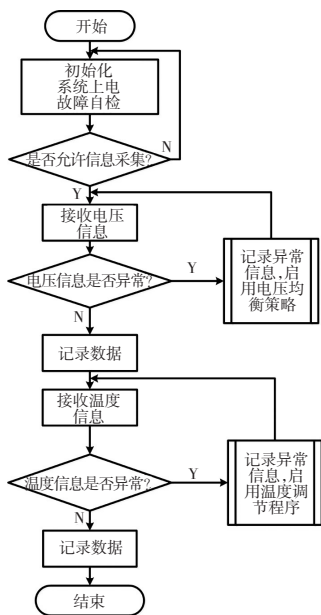 开始
初始化
系统上电
故障自检
是否允许信息采集?
N
Y
接收电压
信息
记录异常
信息,启
用电压均
衡策略
电压信息是否异常?
Y
N
记录数据
接收温度
信息
记录异常
信息,启
用温度调
节程序
温度信息是否异常?
Y
N
记录数据
结束